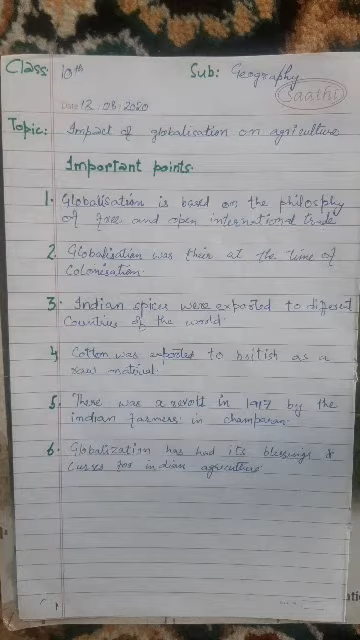 Class: 10th Sub: Geography
Saathi
Date 12.08.2020
Topic: Impact of globalisation on agriculture
Important points.
1. Globalisation is based on the philosphy
of free and open international trade
2. Globalisation was their at the time of
Colonisation.
3. Indian spices were exported to different
Countries of the world.
4. Cotton was exported to british as a
raw material.
5. There was a revolt in 1917 by the
indian farmers in champaran.
6. Globalization has had its blessings &
Curses for indian agriculture